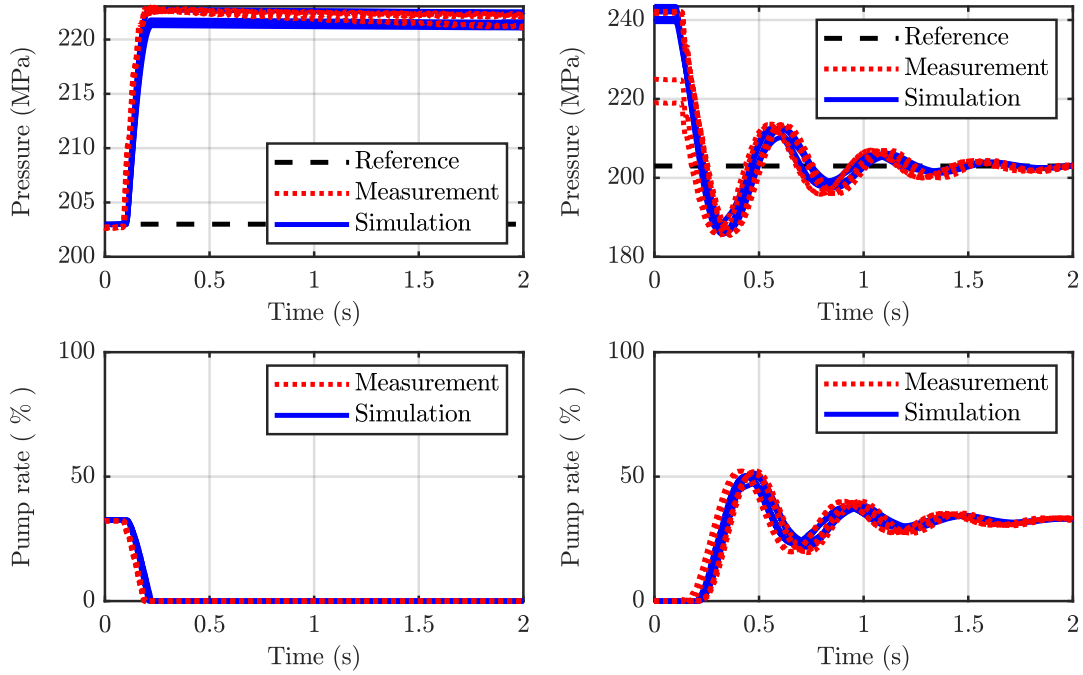 220
215
210
205
200
Pressure (MPa)
Reference
Measurement
Simulation
0
0.5
1
1.5
2
Time (s)
240
220
200
180
Pressure (MPa)
Reference
Measurement
Simulation
0
0.5
1
1.5
2
Time (s)
100
50
0
Pump rate ( % )
Measurement
Simulation
0
0.5
1
1.5
2
Time (s)
100
50
0
Pump rate ( % )
Measurement
Simulation
0
0.5
1
1.5
2
Time (s)